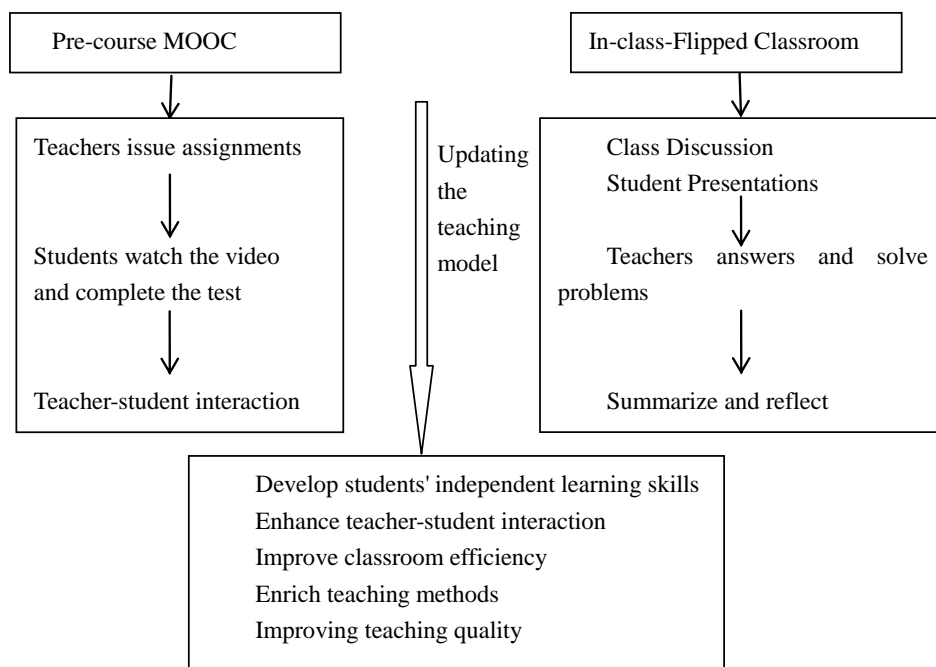 Pre-course MOOC
In-class-Flipped Classroom
Teachers issue assignments
Students watch the video
and complete the test
Teacher-student interaction
Updating
the
teaching
model
Class Discussion
Student Presentations
Teachers answers and solve
problems
Summarize and reflect
Develop students' independent learning skills
Enhance teacher-student interaction
Improve classroom efficiency
Enrich teaching methods
Improving teaching quality